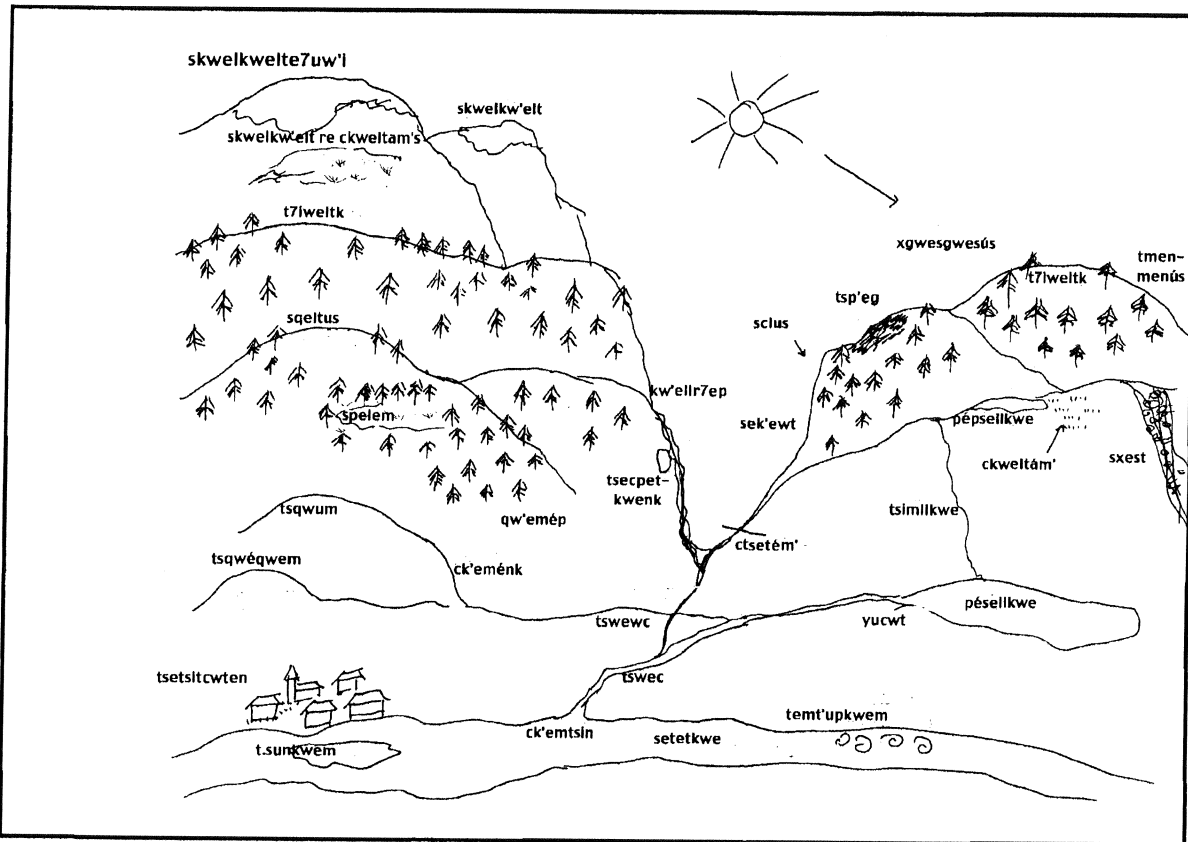 skwelkwelte7uw'i
skwelkw'elt
skwelkw'elt re ckweltam's
t7iweltk
xgwesgwesús
tmen-
menús
t7iweltk
tsp'eg
sqeltus
sclus
kw'ellr7ep
spelem
sek'ewt
pépsellkwe
ckweltám'
sxest
tsecpet-
kwenk
tsimllkwe
qw'emép
tsqwum
ctsetém'
tsqwéqwem
ck'eménk
tswewc
yucwt
pésellkwe
tsetsitcwten
tswec
temt'upkwem
ck'emtsin
setetkwe
t.sunkwem